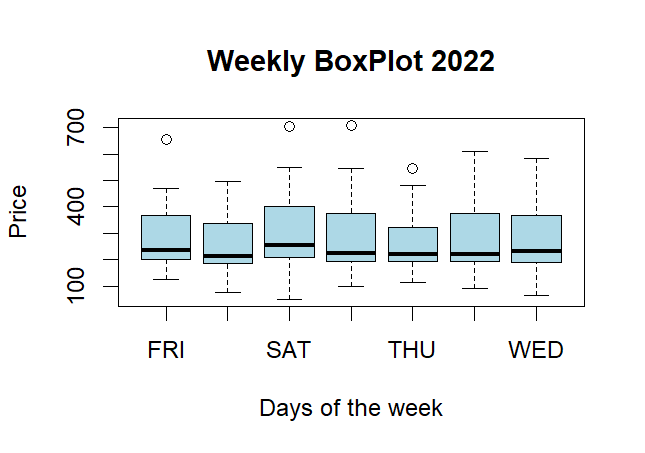 Weekly BoxPlot 2022
Price
700
400
100
FRI SAT THU WED
Days of the week